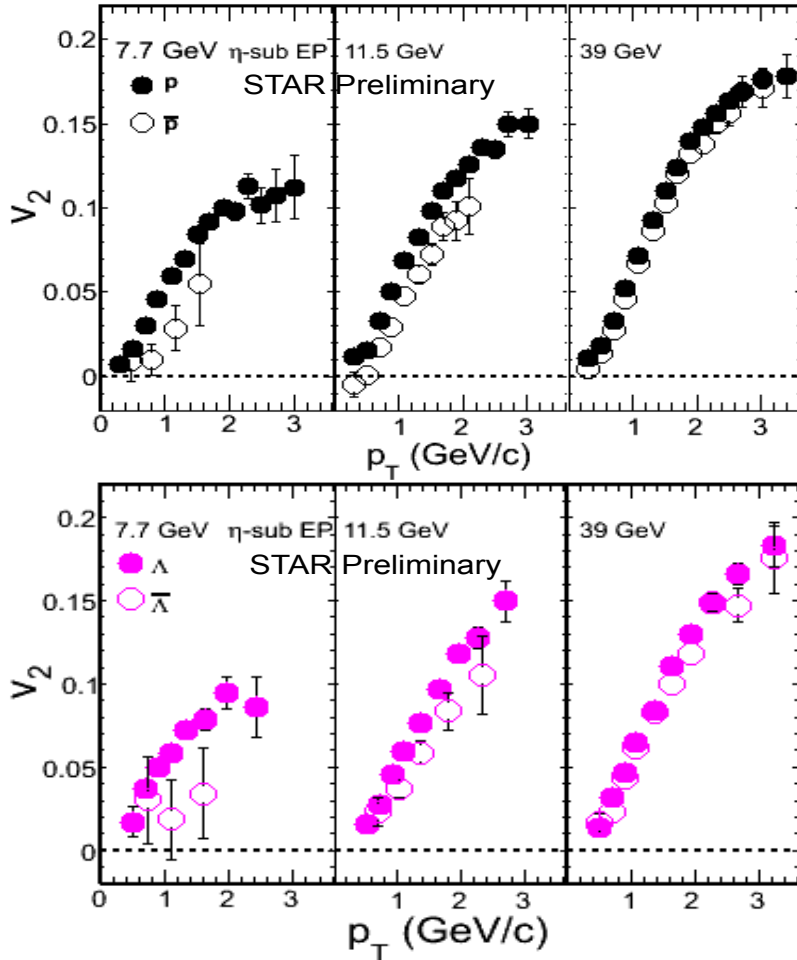 0.2
7.7 GeV η-sub EP 11.5 GeV 39 GeV
STAR Preliminary
p
p̅
0.15
0.1
v₂
0.05
0
0 1 2 3 1 2 3 1 2 3
p_T (GeV/c)
0.2
7.7 GeV η-sub EP 11.5 GeV 39 GeV
STAR Preliminary
Λ
Λ̅
0.15
v₂
0.1
0.05
0
0 1 2 3 1 2 3 1 2 3
p_T (GeV/c)